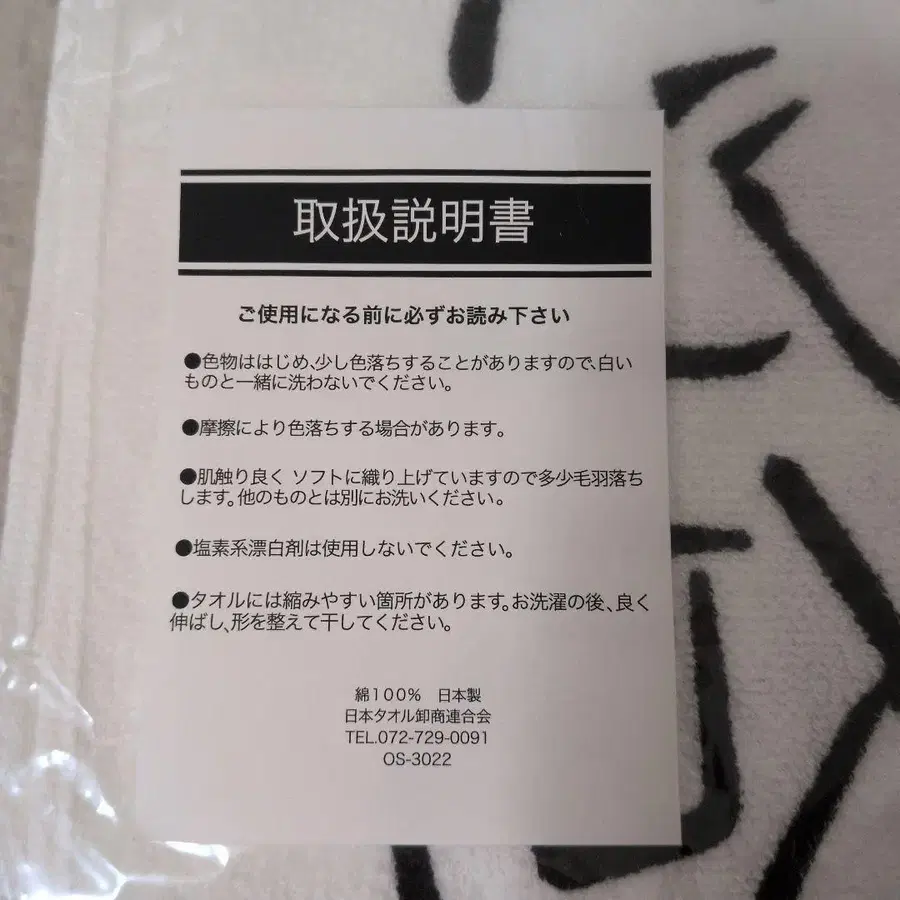 取扱説明書
ご使用になる前に必ずお読み下さい
●色物ははじめ、少し色落ちすることがありますので、白い
ものと一緒に洗わないでください。
●摩擦により色落ちする場合があります。
●肌触り良く ソフトに織り上げていますので多少毛羽落ち
します。他のものとは別にお洗いください。
●塩素系漂白剤は使用しないでください。
●タオルには縮みやすい箇所があります。お洗濯の後、良く
伸ばし、形を整えて干してください。
綿100% 日本製
日本タオル卸商連合会
TEL.072-729-0091
OS-3022